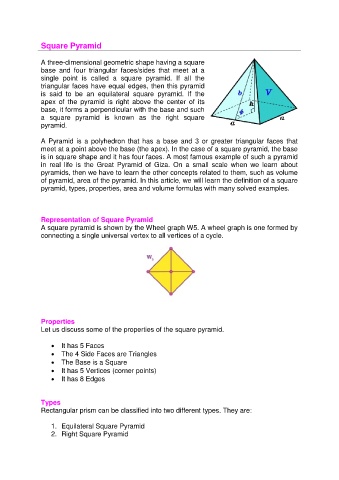 Square Pyramid
A three-dimensional geometric shape having a square
base and four triangular faces/sides that meet at a
single point is called a square pyramid. If all the
triangular faces have equal edges, then this pyramid
is said to be an equilateral square pyramid. If the
apex of the pyramid is right above the center of its
base, it forms a perpendicular with the base and such
a square pyramid is known as the right square
pyramid.
b
V
h
a
a
A Pyramid is a polyhedron that has a base and 3 or greater triangular faces that
meet at a point above the base (the apex). In the case of a square pyramid, the base
is in square shape and it has four faces. A most famous example of such a pyramid
in real life is the Great Pyramid of Giza. On a small scale when we learn about
pyramids, then we have to learn the other concepts related to them, such as volume
of pyramid, area of the pyramid. In this article, we will learn the definition of a square
pyramid, types, properties, area and volume formulas with many solved examples.
Representation of Square Pyramid
A square pyramid is shown by the Wheel graph W5. A wheel graph is one formed by
connecting a single universal vertex to all vertices of a cycle.
W5
Properties
Let us discuss some of the properties of the square pyramid.
• It has 5 Faces
• The 4 Side Faces are Triangles
• The Base is a Square
• It has 5 Vertices (corner points)
• It has 8 Edges
Types
Rectangular prism can be classified into two different types. They are:
1. Equilateral Square Pyramid
2. Right Square Pyramid